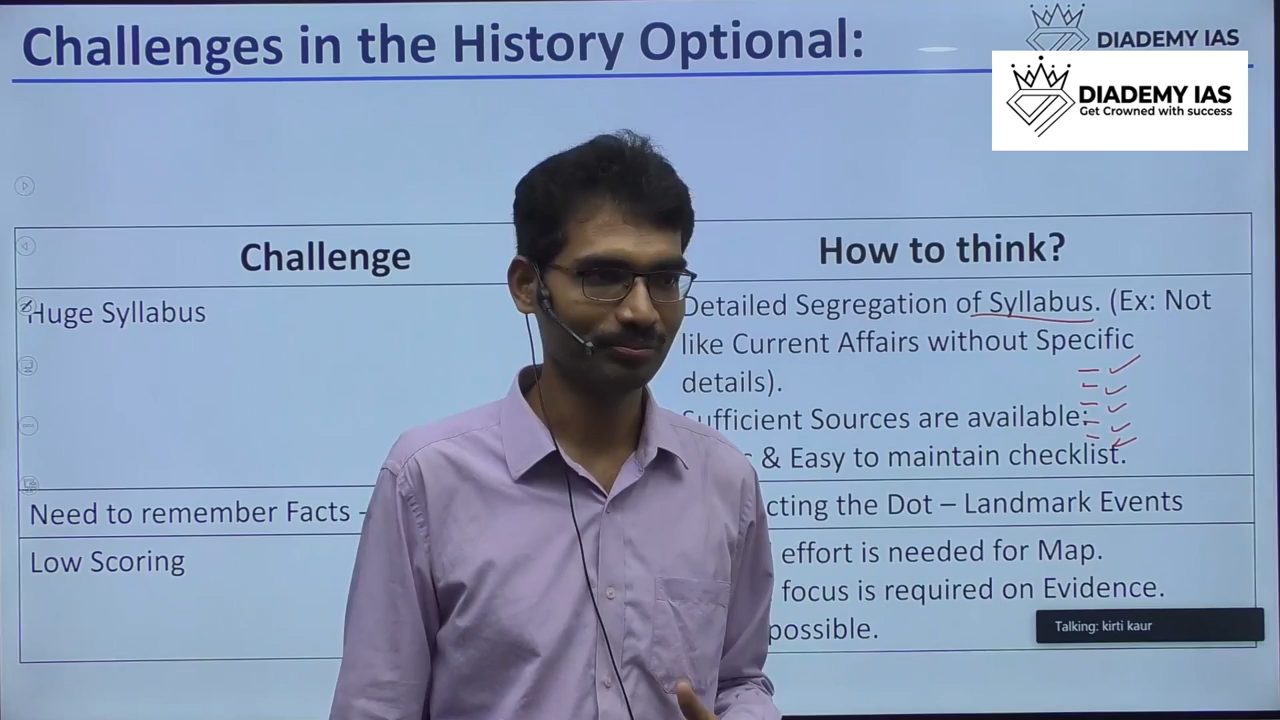 Challenges in the History Optional:
DIADEMY IAS
DIADEMY IAS
Get Crowned with success
Challenge
How to think?
Huge Syllabus
Detailed Segregation of Syllabus. (Ex: Not
like Current Affairs without Specific
details).
Sufficient Sources are available:
& Easy to maintain checklist.
Need to remember Facts -
the Dot – Landmark Events
Low Scoring
effort is needed for Map.
focus is required on Evidence.
possible.
Talking: kirti kaur